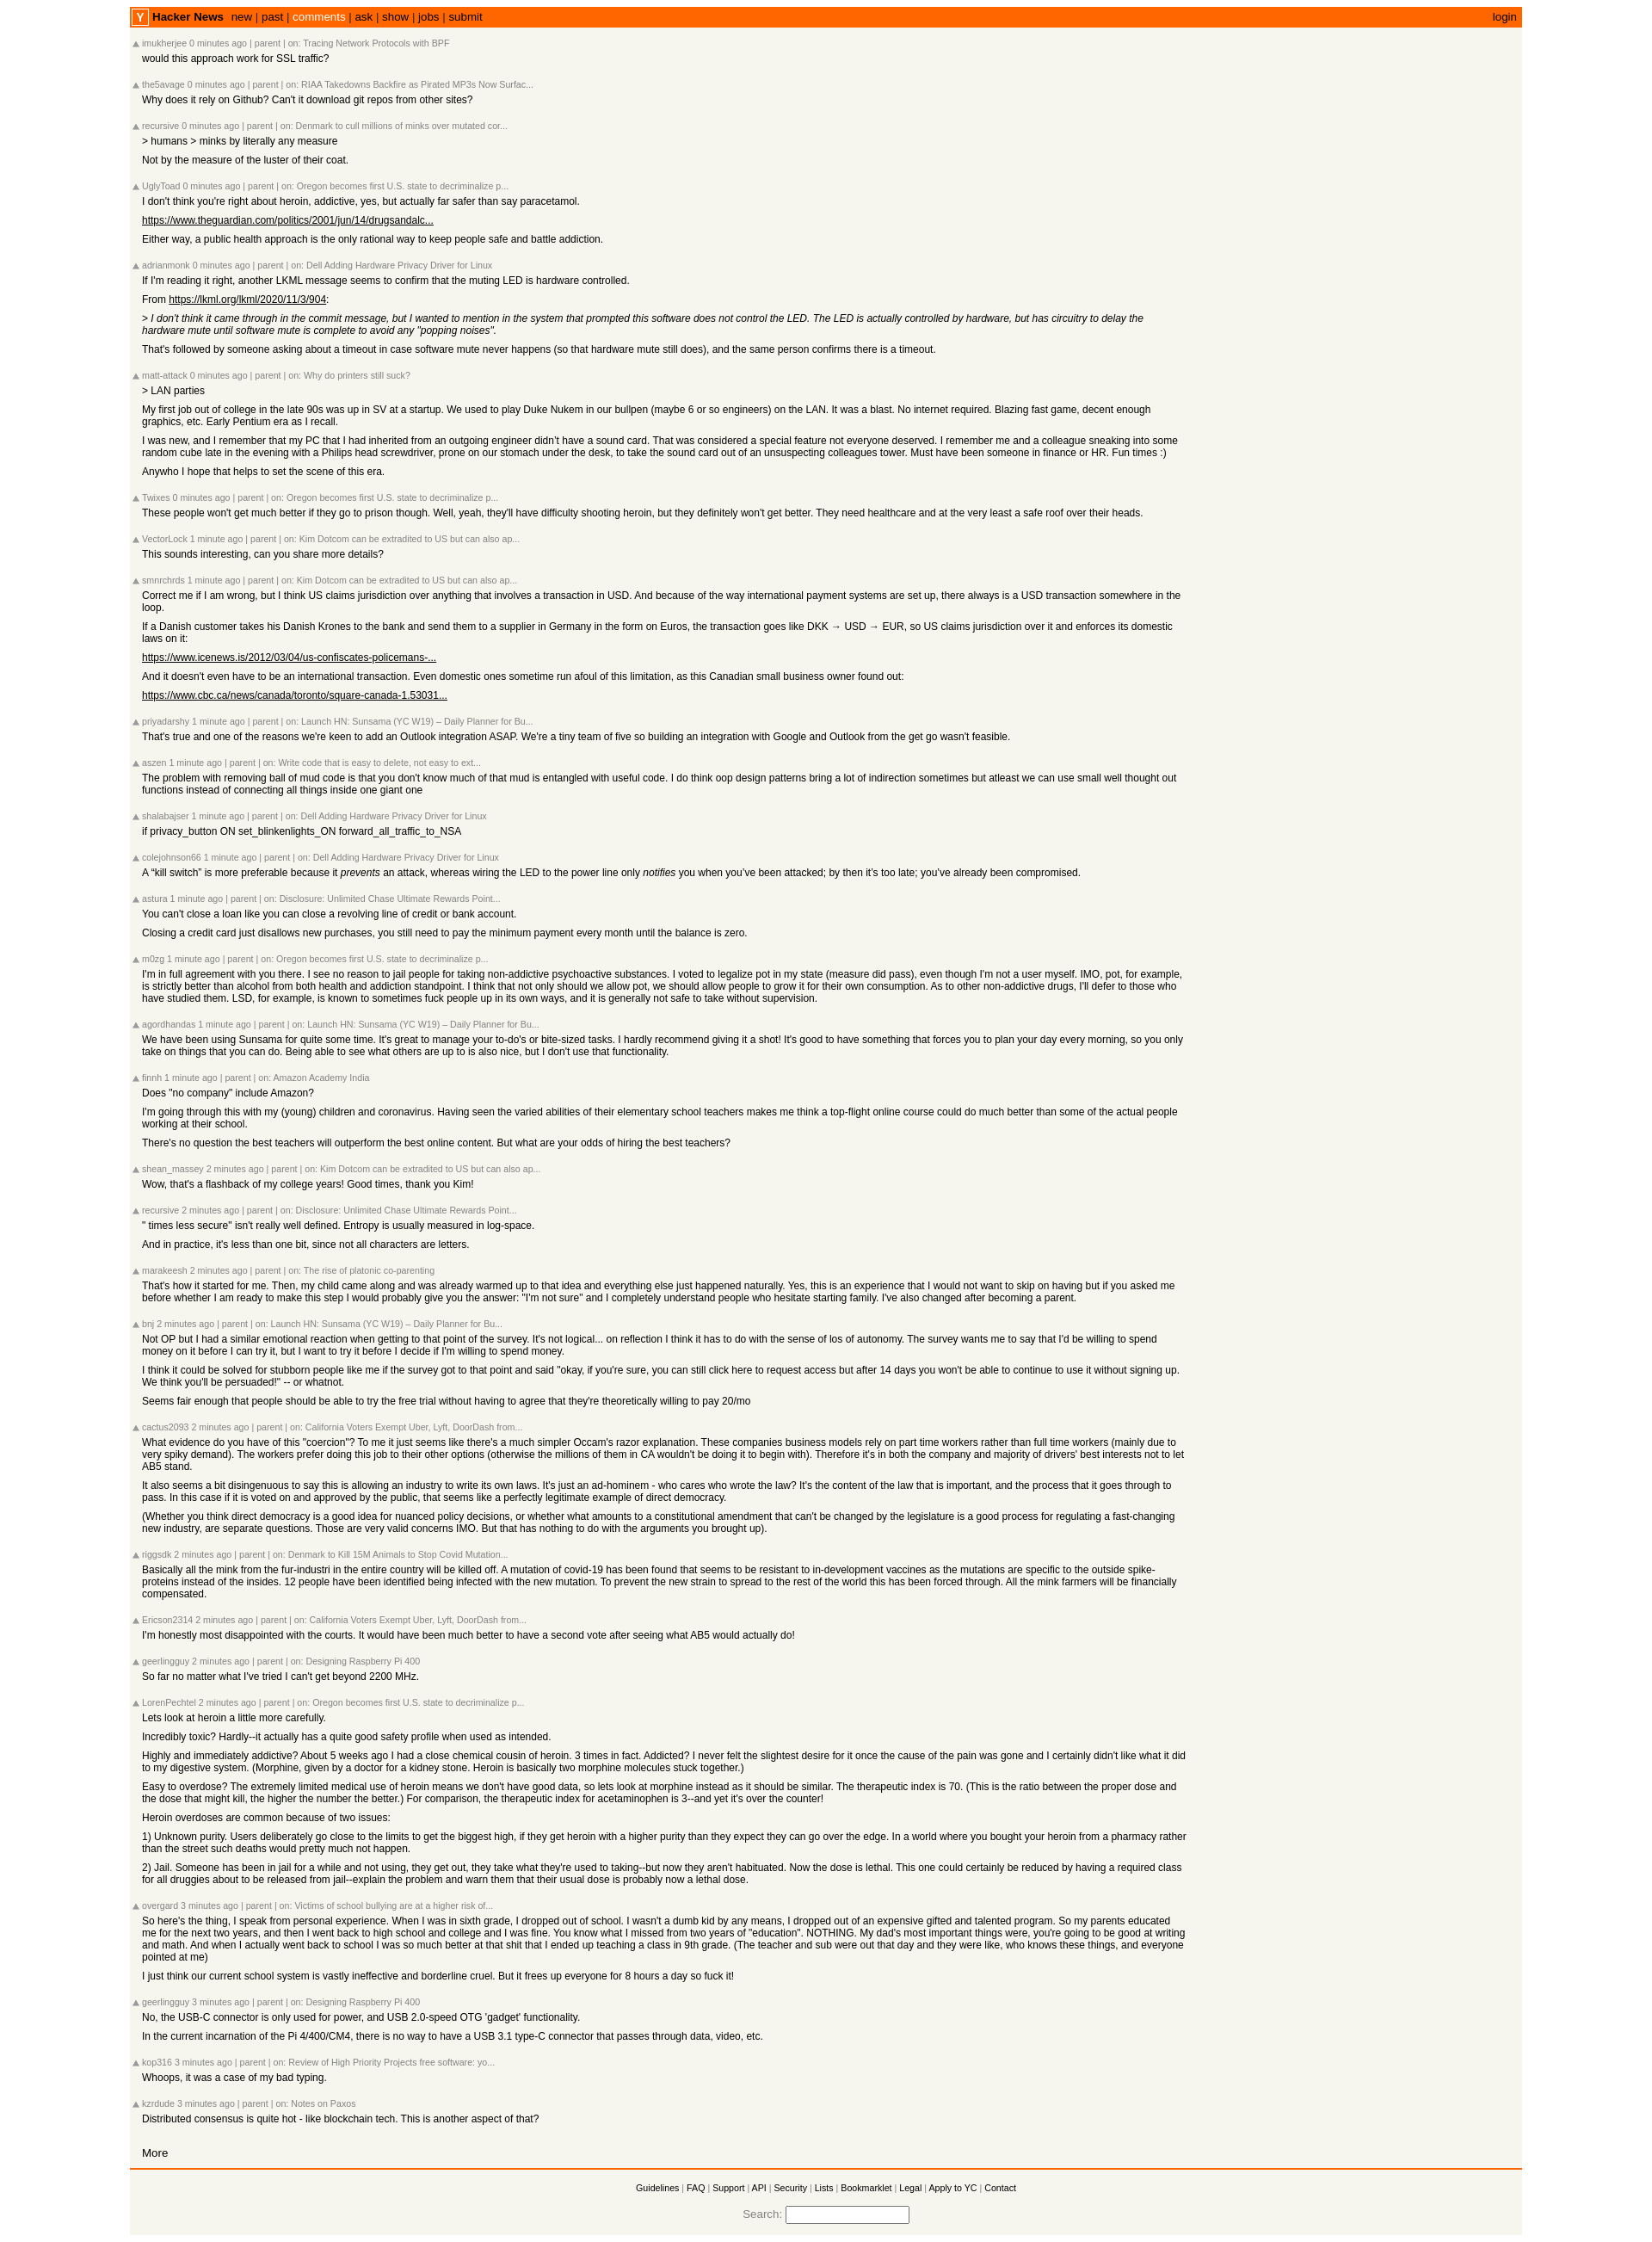 Y Hacker News new | past | comments | ask | show | jobs | submit login
imukherjee 0 minutes ago | parent | on: Tracing Network Protocols with BPF
would this approach work for SSL traffic?
the5avage 0 minutes ago | parent | on: RIAA Takedowns Backfire as Pirated MP3s Now Surfac...
Why does it rely on Github? Can't it download git repos from other sites?
recursive 0 minutes ago | parent | on: Denmark to cull millions of minks over mutated cor...
> humans > minks by literally any measure
Not by the measure of the luster of their coat.
UglyToad 0 minutes ago | parent | on: Oregon becomes first U.S. state to decriminalize p...
I don't think you're right about heroin, addictive, yes, but actually far safer than say paracetamol.
https://www.theguardian.com/politics/2001/jun/14/drugsandalc...
Either way, a public health approach is the only rational way to keep people safe and battle addiction.
adrianmonk 0 minutes ago | parent | on: Dell Adding Hardware Privacy Driver for Linux
If I'm reading it right, another LKML message seems to confirm that the muting LED is hardware controlled.
From https://lkml.org/lkml/2020/11/3/904:
> I don't think it came through in the commit message, but I wanted to mention in the system that prompted this software does not control the LED. The LED is actually controlled by hardware, but has circuitry to delay the
hardware mute until software mute is complete to avoid any "popping noises".
That's followed by someone asking about a timeout in case software mute never happens (so that hardware mute still does), and the same person confirms there is a timeout.
matt-attack 0 minutes ago | parent | on: Why do printers still suck?
> LAN parties
My first job out of college in the late 90s was up in SV at a startup. We used to play Duke Nukem in our bullpen (maybe 6 or so engineers) on the LAN. It was a blast. No internet required. Blazing fast game, decent enough
graphics, etc. Early Pentium era as I recall.
I was new, and I remember that my PC that I had inherited from an outgoing engineer didn’t have a sound card. That was considered a special feature not everyone deserved. I remember me and a colleague sneaking into some
random cube late in the evening with a Philips head screwdriver, prone on our stomach under the desk, to take the sound card out of an unsuspecting colleagues tower. Must have been someone in finance or HR. Fun times :)
Anywho I hope that helps to set the scene of this era.
Twixes 0 minutes ago | parent | on: Oregon becomes first U.S. state to decriminalize p...
These people won't get much better if they go to prison though. Well, yeah, they'll have difficulty shooting heroin, but they definitely won't get better. They need healthcare and at the very least a safe roof over their heads.
VectorLock 1 minute ago | parent | on: Kim Dotcom can be extradited to US but can also ap...
This sounds interesting, can you share more details?
smnrchrds 1 minute ago | parent | on: Kim Dotcom can be extradited to US but can also ap...
Correct me if I am wrong, but I think US claims jurisdiction over anything that involves a transaction in USD. And because of the way international payment systems are set up, there always is a USD transaction somewhere in the
loop.
If a Danish customer takes his Danish Krones to the bank and send them to a supplier in Germany in the form on Euros, the transaction goes like DKK → USD → EUR, so US claims jurisdiction over it and enforces its domestic
laws on it:
https://www.icenews.is/2012/03/04/us-confiscates-policemans-...
And it doesn't even have to be an international transaction. Even domestic ones sometime run afoul of this limitation, as this Canadian small business owner found out:
https://www.cbc.ca/news/canada/toronto/square-canada-1.53031...
priyadarshy 1 minute ago | parent | on: Launch HN: Sunsama (YC W19) – Daily Planner for Bu...
That's true and one of the reasons we're keen to add an Outlook integration ASAP. We're a tiny team of five so building an integration with Google and Outlook from the get go wasn't feasible.
aszen 1 minute ago | parent | on: Write code that is easy to delete, not easy to ext...
The problem with removing ball of mud code is that you don't know much of that mud is entangled with useful code. I do think oop design patterns bring a lot of indirection sometimes but atleast we can use small well thought out
functions instead of connecting all things inside one giant one
shalabajser 1 minute ago | parent | on: Dell Adding Hardware Privacy Driver for Linux
if privacy_button ON set_blinkenlights_ON forward_all_traffic_to_NSA
colejohnson66 1 minute ago | parent | on: Dell Adding Hardware Privacy Driver for Linux
A “kill switch” is more preferable because it prevents an attack, whereas wiring the LED to the power line only notifies you when you’ve been attacked; by then it’s too late; you’ve already been compromised.
astura 1 minute ago | parent | on: Disclosure: Unlimited Chase Ultimate Rewards Point...
You can't close a loan like you can close a revolving line of credit or bank account.
Closing a credit card just disallows new purchases, you still need to pay the minimum payment every month until the balance is zero.
m0zg 1 minute ago | parent | on: Oregon becomes first U.S. state to decriminalize p...
I'm in full agreement with you there. I see no reason to jail people for taking non-addictive psychoactive substances. I voted to legalize pot in my state (measure did pass), even though I'm not a user myself. IMO, pot, for example,
is strictly better than alcohol from both health and addiction standpoint. I think that not only should we allow pot, we should allow people to grow it for their own consumption. As to other non-addictive drugs, I'll defer to those who
have studied them. LSD, for example, is known to sometimes fuck people up in its own ways, and it is generally not safe to take without supervision.
agordhandas 1 minute ago | parent | on: Launch HN: Sunsama (YC W19) – Daily Planner for Bu...
We have been using Sunsama for quite some time. It's great to manage your to-do's or bite-sized tasks. I hardly recommend giving it a shot! It's good to have something that forces you to plan your day every morning, so you only
take on things that you can do. Being able to see what others are up to is also nice, but I don't use that functionality.
finnh 1 minute ago | parent | on: Amazon Academy India
Does "no company" include Amazon?
I'm going through this with my (young) children and coronavirus. Having seen the varied abilities of their elementary school teachers makes me think a top-flight online course could do much better than some of the actual people
working at their school.
There's no question the best teachers will outperform the best online content. But what are your odds of hiring the best teachers?
shean_massey 2 minutes ago | parent | on: Kim Dotcom can be extradited to US but can also ap...
Wow, that's a flashback of my college years! Good times, thank you Kim!
recursive 2 minutes ago | parent | on: Disclosure: Unlimited Chase Ultimate Rewards Point...
" times less secure" isn't really well defined. Entropy is usually measured in log-space.
And in practice, it's less than one bit, since not all characters are letters.
marakeesh 2 minutes ago | parent | on: The rise of platonic co-parenting
That's how it started for me. Then, my child came along and was already warmed up to that idea and everything else just happened naturally. Yes, this is an experience that I would not want to skip on having but if you asked me
before whether I am ready to make this step I would probably give you the answer: "I'm not sure" and I completely understand people who hesitate starting family. I've also changed after becoming a parent.
bnj 2 minutes ago | parent | on: Launch HN: Sunsama (YC W19) – Daily Planner for Bu...
Not OP but I had a similar emotional reaction when getting to that point of the survey. It's not logical... on reflection I think it has to do with the sense of los of autonomy. The survey wants me to say that I'd be willing to spend
money on it before I can try it, but I want to try it before I decide if I'm willing to spend money.
I think it could be solved for stubborn people like me if the survey got to that point and said "okay, if you're sure, you can still click here to request access but after 14 days you won't be able to continue to use it without signing up.
We think you'll be persuaded!" -- or whatnot.
Seems fair enough that people should be able to try the free trial without having to agree that they're theoretically willing to pay 20/mo
cactus2093 2 minutes ago | parent | on: California Voters Exempt Uber, Lyft, DoorDash from...
What evidence do you have of this "coercion"? To me it just seems like there's a much simpler Occam's razor explanation. These companies business models rely on part time workers rather than full time workers (mainly due to
very spiky demand). The workers prefer doing this job to their other options (otherwise the millions of them in CA wouldn't be doing it to begin with). Therefore it's in both the company and majority of drivers' best interests not to let
AB5 stand.
It also seems a bit disingenuous to say this is allowing an industry to write its own laws. It's just an ad-hominem - who cares who wrote the law? It's the content of the law that is important, and the process that it goes through to
pass. In this case if it is voted on and approved by the public, that seems like a perfectly legitimate example of direct democracy.
(Whether you think direct democracy is a good idea for nuanced policy decisions, or whether what amounts to a constitutional amendment that can't be changed by the legislature is a good process for regulating a fast-changing
new industry, are separate questions. Those are very valid concerns IMO. But that has nothing to do with the arguments you brought up).
riggsdk 2 minutes ago | parent | on: Denmark to Kill 15M Animals to Stop Covid Mutation...
Basically all the mink from the fur-industri in the entire country will be killed off. A mutation of covid-19 has been found that seems to be resistant to in-development vaccines as the mutations are specific to the outside spike-
proteins instead of the insides. 12 people have been identified being infected with the new mutation. To prevent the new strain to spread to the rest of the world this has been forced through. All the mink farmers will be financially
compensated.
Ericson2314 2 minutes ago | parent | on: California Voters Exempt Uber, Lyft, DoorDash from...
I'm honestly most disappointed with the courts. It would have been much better to have a second vote after seeing what AB5 would actually do!
geerlingguy 2 minutes ago | parent | on: Designing Raspberry Pi 400
So far no matter what I've tried I can't get beyond 2200 MHz.
LorenPechtel 2 minutes ago | parent | on: Oregon becomes first U.S. state to decriminalize p...
Lets look at heroin a little more carefully.
Incredibly toxic? Hardly--it actually has a quite good safety profile when used as intended.
Highly and immediately addictive? About 5 weeks ago I had a close chemical cousin of heroin. 3 times in fact. Addicted? I never felt the slightest desire for it once the cause of the pain was gone and I certainly didn't like what it did
to my digestive system. (Morphine, given by a doctor for a kidney stone. Heroin is basically two morphine molecules stuck together.)
Easy to overdose? The extremely limited medical use of heroin means we don't have good data, so lets look at morphine instead as it should be similar. The therapeutic index is 70. (This is the ratio between the proper dose and
the dose that might kill, the higher the number the better.) For comparison, the therapeutic index for acetaminophen is 3--and yet it's over the counter!
Heroin overdoses are common because of two issues:
1) Unknown purity. Users deliberately go close to the limits to get the biggest high, if they get heroin with a higher purity than they expect they can go over the edge. In a world where you bought your heroin from a pharmacy rather
than the street such deaths would pretty much not happen.
2) Jail. Someone has been in jail for a while and not using, they get out, they take what they're used to taking--but now they aren't habituated. Now the dose is lethal. This one could certainly be reduced by having a required class
for all druggies about to be released from jail--explain the problem and warn them that their usual dose is probably now a lethal dose.
overgard 3 minutes ago | parent | on: Victims of school bullying are at a higher risk of...
So here's the thing, I speak from personal experience. When I was in sixth grade, I dropped out of school. I wasn't a dumb kid by any means, I dropped out of an expensive gifted and talented program. So my parents educated
me for the next two years, and then I went back to high school and college and I was fine. You know what I missed from two years of "education". NOTHING. My dad's most important things were, you're going to be good at writing
and math. And when I actually went back to school I was so much better at that shit that I ended up teaching a class in 9th grade. (The teacher and sub were out that day and they were like, who knows these things, and everyone
pointed at me)
I just think our current school system is vastly ineffective and borderline cruel. But it frees up everyone for 8 hours a day so fuck it!
geerlingguy 3 minutes ago | parent | on: Designing Raspberry Pi 400
No, the USB-C connector is only used for power, and USB 2.0-speed OTG 'gadget' functionality.
In the current incarnation of the Pi 4/400/CM4, there is no way to have a USB 3.1 type-C connector that passes through data, video, etc.
kop316 3 minutes ago | parent | on: Review of High Priority Projects free software: yo...
Whoops, it was a case of my bad typing.
kzrdude 3 minutes ago | parent | on: Notes on Paxos
Distributed consensus is quite hot - like blockchain tech. This is another aspect of that?
More
Guidelines | FAQ | Support | API | Security | Lists | Bookmarklet | Legal | Apply to YC | Contact
Search: